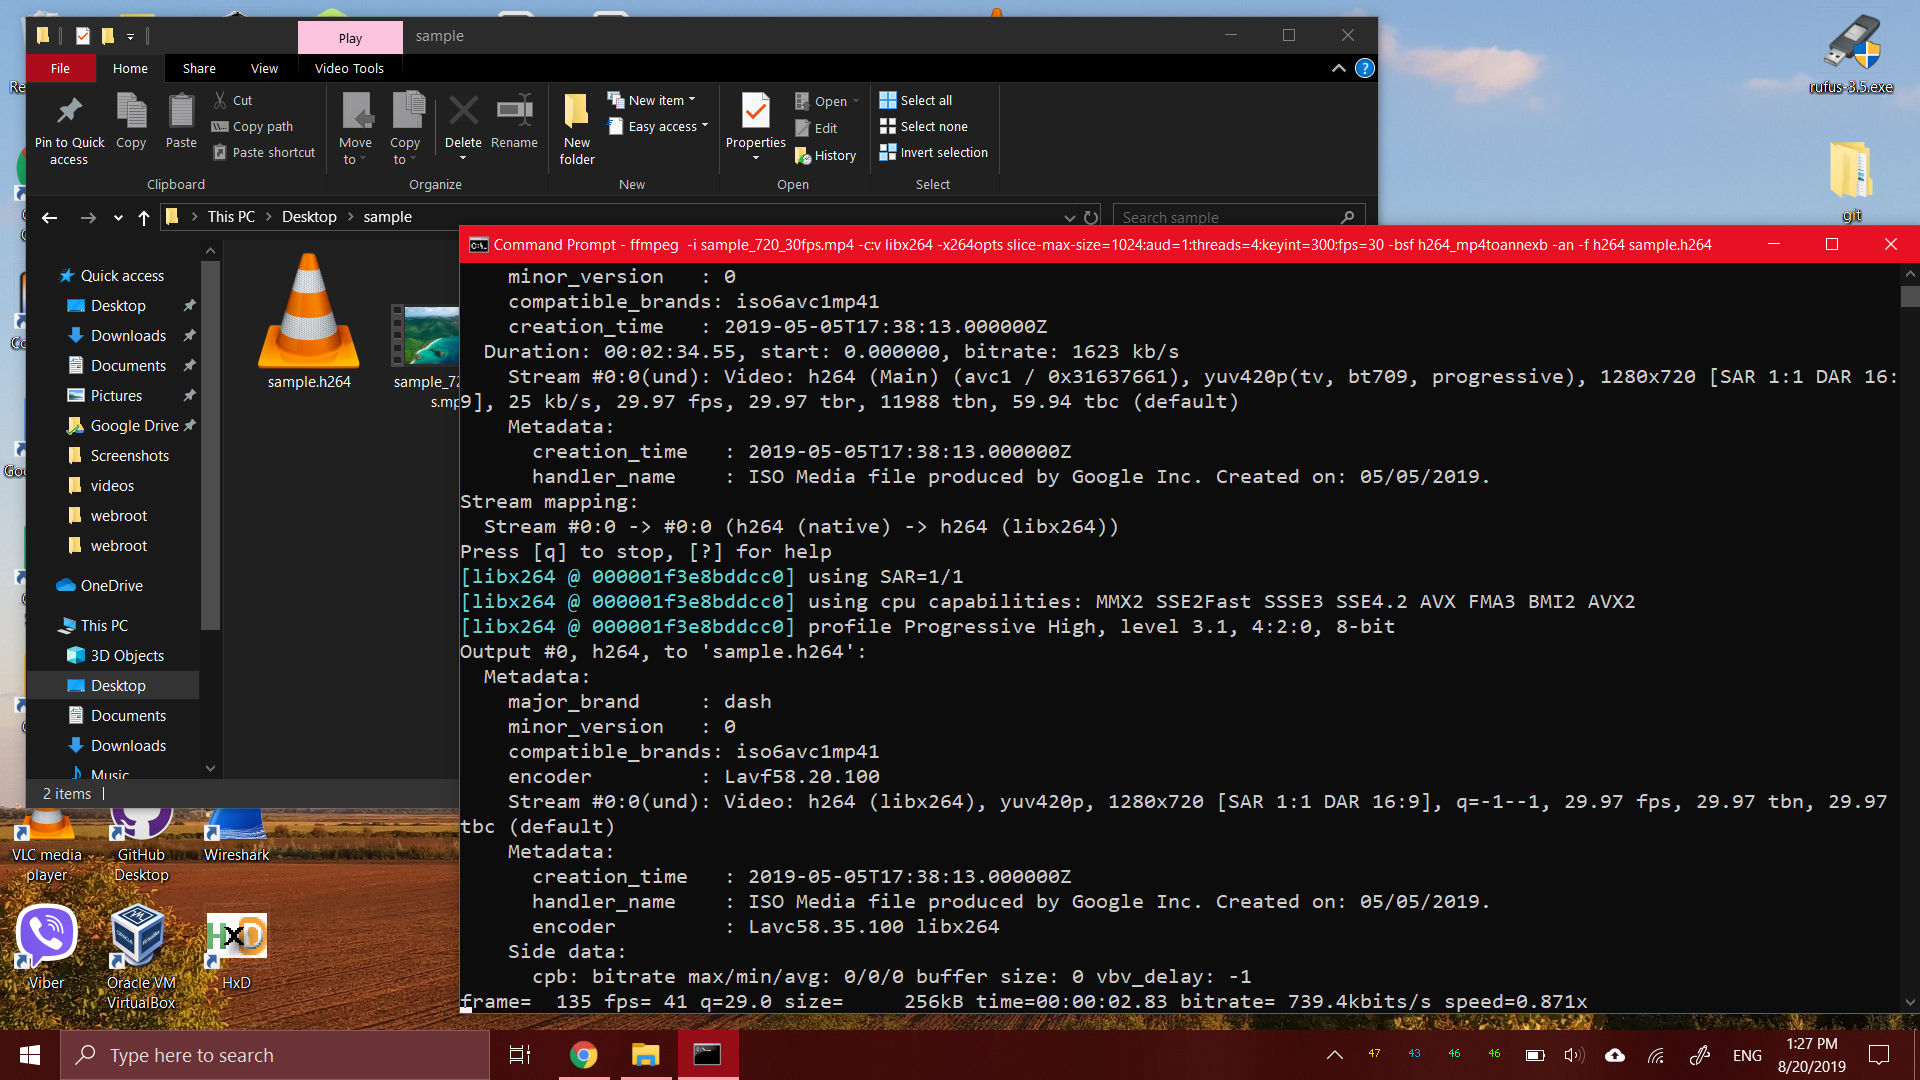 Play
sample
File
Home
Share
View
Video Tools
Pin to Quick access
Copy
Paste
Cut
Copy path
Paste shortcut
Clipboard
Move to
Copy to
Delete
Rename
Organize
New folder
New item
Easy access
New
Properties
Open
Edit
History
Open
Select all
Select none
Invert selection
Select
This PC
Desktop
sample
Search sample
Quick access
Desktop
Downloads
Documents
Pictures
Google Drive
Screenshots
videos
webroot
webroot
OneDrive
This PC
3D Objects
Desktop
Documents
Downloads
Music
2 items
sample.h264
sample_72
s.mp
Command Prompt - ffmpeg  -i sample_720_30fps.mp4 -c:v libx264 -x264opts slice-max-size=1024:aud=1:threads=4:keyint=300:fps=30 -bsf h264_mp4toannexb -an -f h264 sample.h264
minor_version   : 0
compatible_brands: iso6avc1mp41
creation_time   : 2019-05-05T17:38:13.000000Z
Duration: 00:02:34.55, start: 0.000000, bitrate: 1623 kb/s
Stream #0:0(und): Video: h264 (Main) (avc1 / 0x31637661), yuv420p(tv, bt709, progressive), 1280x720 [SAR 1:1 DAR 16:
9], 25 kb/s, 29.97 fps, 29.97 tbr, 11988 tbn, 59.94 tbc (default)
Metadata:
creation_time   : 2019-05-05T17:38:13.000000Z
handler_name    : ISO Media file produced by Google Inc. Created on: 05/05/2019.
Stream mapping:
Stream #0:0 -> #0:0 (h264 (native) -> h264 (libx264))
Press [q] to stop, [?] for help
[libx264 @ 000001f3e8bddcc0] using SAR=1/1
[libx264 @ 000001f3e8bddcc0] using cpu capabilities: MMX2 SSE2Fast SSSE3 SSE4.2 AVX FMA3 BMI2 AVX2
[libx264 @ 000001f3e8bddcc0] profile Progressive High, level 3.1, 4:2:0, 8-bit
Output #0, h264, to 'sample.h264':
Metadata:
major_brand     : dash
minor_version   : 0
compatible_brands: iso6avc1mp41
encoder         : Lavf58.20.100
Stream #0:0(und): Video: h264 (libx264), yuv420p, 1280x720 [SAR 1:1 DAR 16:9], q=-1--1, 29.97 fps, 29.97 tbn, 29.97
tbc (default)
Metadata:
creation_time   : 2019-05-05T17:38:13.000000Z
handler_name    : ISO Media file produced by Google Inc. Created on: 05/05/2019.
encoder         : Lavc58.35.100 libx264
Side data:
cpb: bitrate max/min/avg: 0/0/0 buffer size: 0 vbv_delay: -1
frame=  135 fps= 41 q=29.0 size=     256kB time=00:00:02.83 bitrate= 739.4kbits/s speed=0.871x
rufus-3.5.exe
git
VLC media player
GitHub Desktop
Wireshark
Viber
Oracle VM VirtualBox
HxD
HxD
Type here to search
47
43
46
46
ENG
1:27 PM
8/20/2019